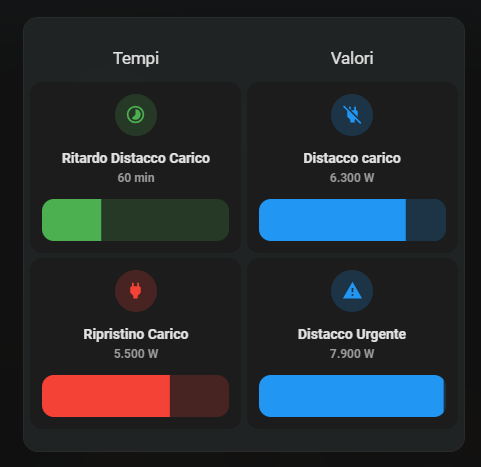 Tempi
Valori
Ritardo Distacco Carico
60 min
Distacco carico
6.300 W
Ripristino Carico
5.500 W
Distacco Urgente
7.900 W